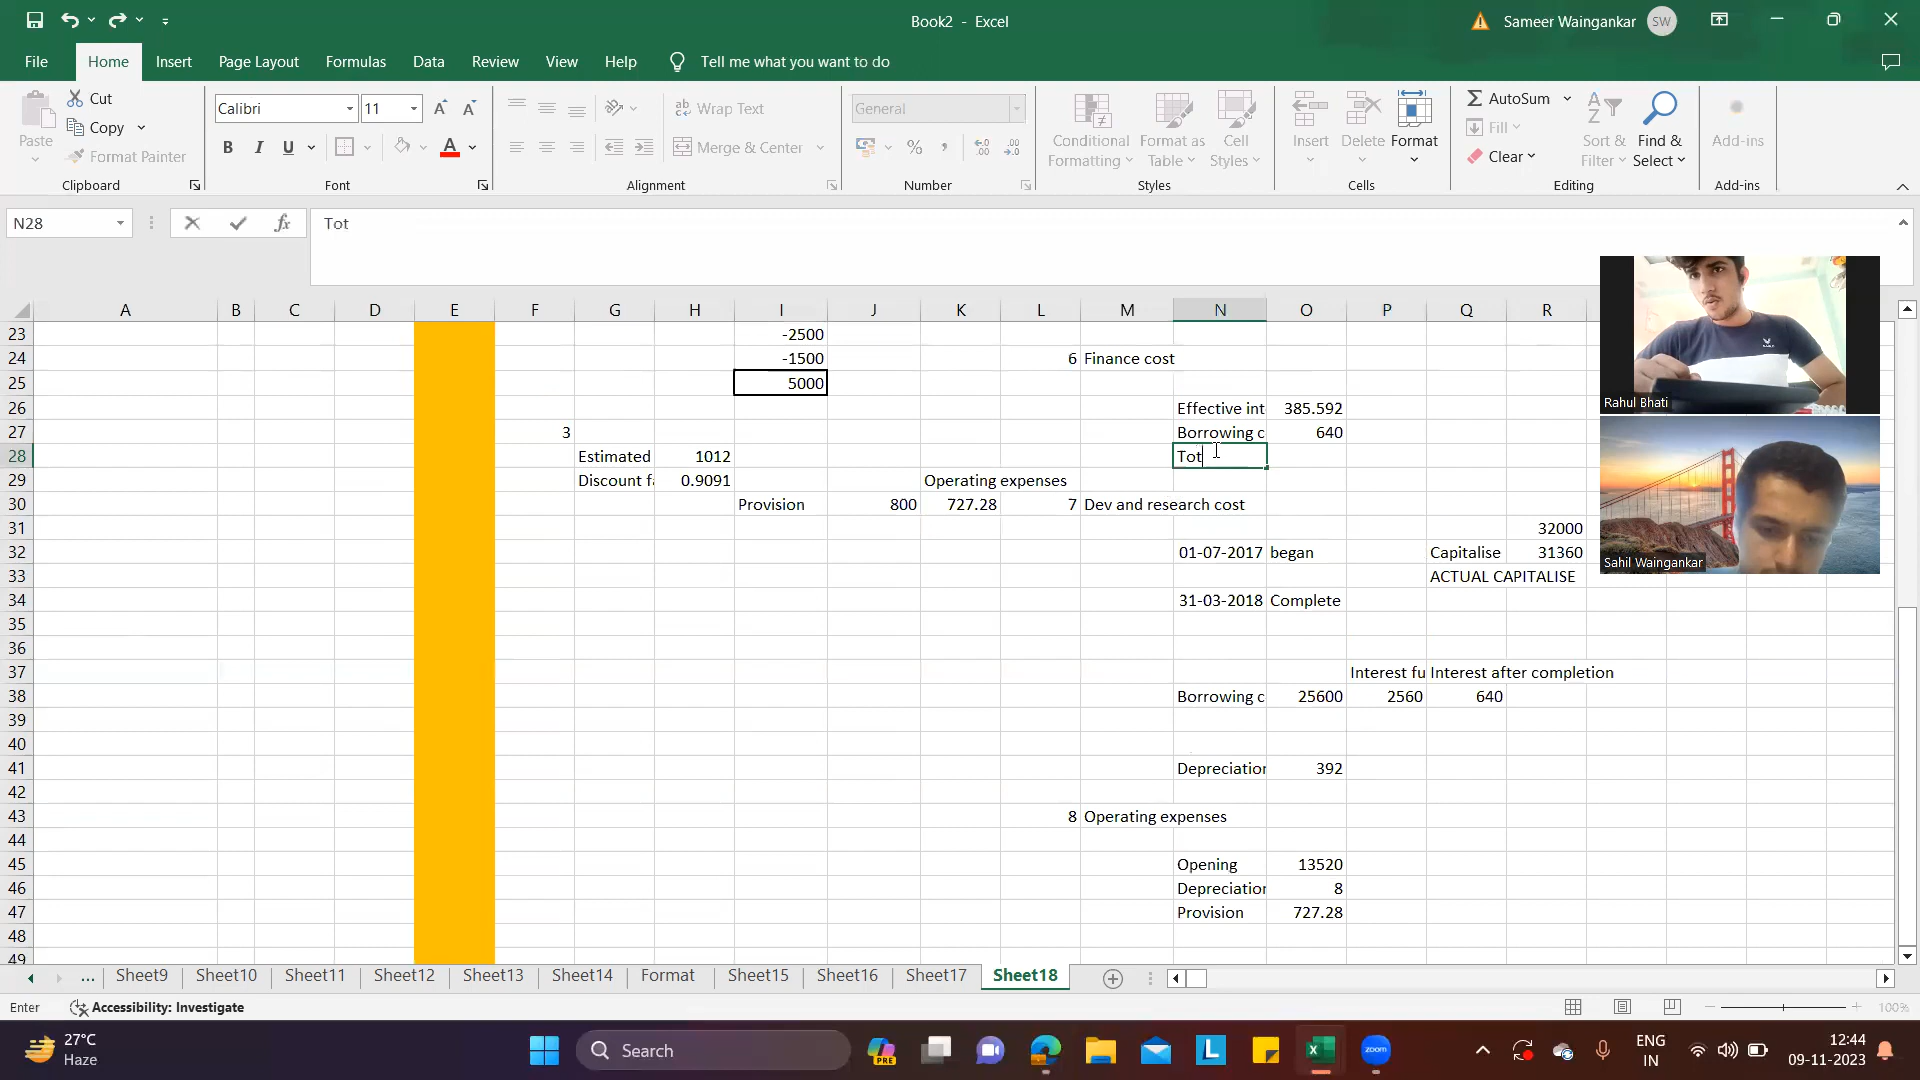 Book2 - Excel
Sameer Waingankar
SW
File
Home
Insert
Page Layout
Formulas
Data
Review
View
Help
Tell me what you want to do
Paste
Cut
Copy
Format Painter
Clipboard
Calibri
11
B I U
Font
Wrap Text
Merge & Center
Alignment
General
Number
Conditional Formatting
Format as Table
Cell Styles
Styles
Insert
Delete
Format
Cells
AutoSum
Fill
Clear
Sort & Filter
Find & Select
Editing
Add-ins
Add-ins
N28
fx
Tot
A B C D E F G H I J K L M N O P Q R
23 -2500
24 -1500 6 Finance cost
25 5000
26 Effective int 385.592
27 3 Borrowing c 640
28 Estimated 1012 Tot
29 Discount fa 0.9091 Operating expenses
30 Provision 800 727.28 7 Dev and research cost
31 32000
32 01-07-2017 began Capitalise 31360
33 ACTUAL CAPITALISE
34 31-03-2018 Complete
35
36
37 Interest fu Interest after completion
38 Borrowing c 25600 2560 640
39
40
41 Depreciation 392
42
43 8 Operating expenses
44
45 Opening 13520
46 Depreciation 8
47 Provision 727.28
48
49
Rahul Bhati
Sahil Waingankar
... Sheet9 Sheet10 Sheet11 Sheet12 Sheet13 Sheet14 Format Sheet15 Sheet16 Sheet17 Sheet18
Enter
Accessibility: Investigate
100%
27°C
Haze
Search
PRE
L
zoom
ENG
IN
12:44
09-11-2023